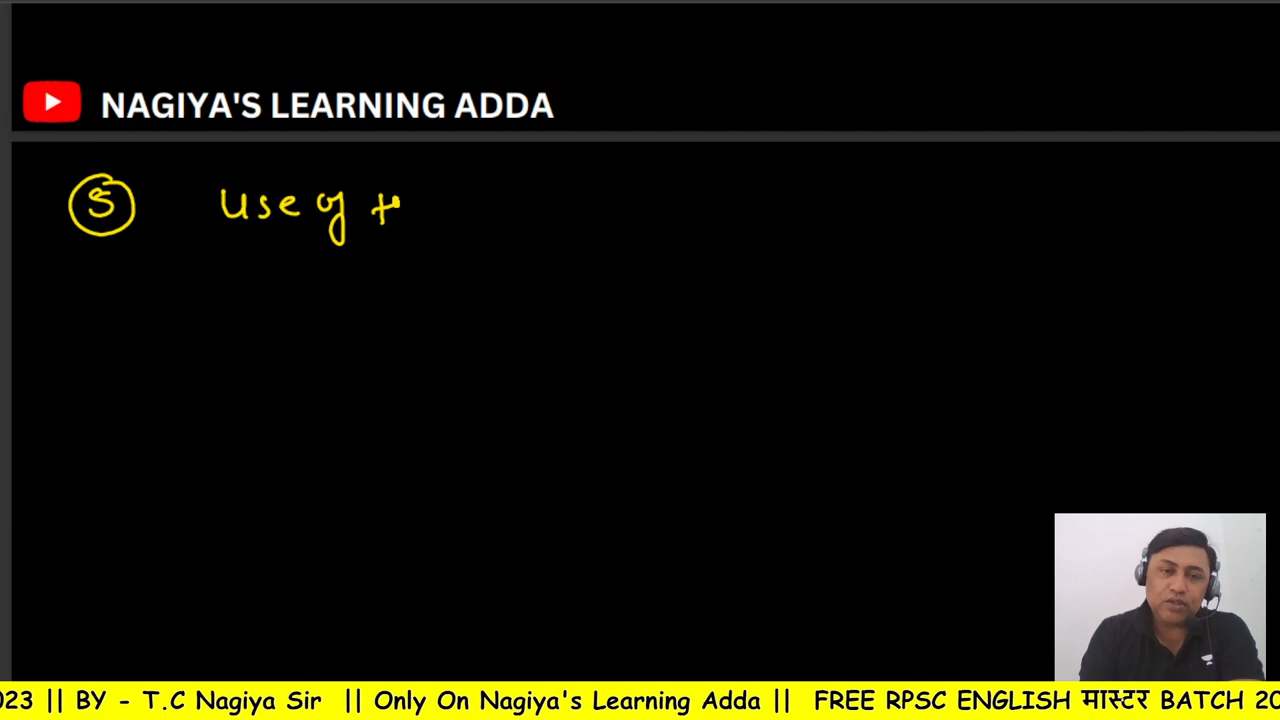 NAGIYA'S LEARNING ADDA
5 Use of
023 || BY - T.C Nagiya Sir || Only On Nagiya's Learning Adda || FREE RPSC ENGLISH मास्टर BATCH 20